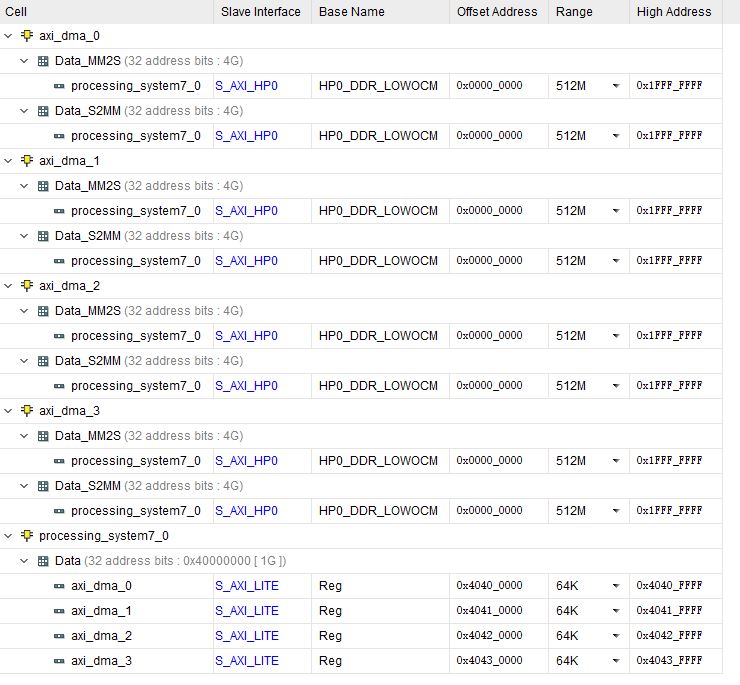 Cell Slave Interface Base Name Offset Address Range High Address
axi_dma_0
Data_MM2S (32 address bits : 4G)
processing_system7_0 S_AXI_HP0 HP0_DDR_LOWOCM 0x0000_0000 512M 0x1FFF_FFFF
Data_S2MM (32 address bits : 4G)
processing_system7_0 S_AXI_HP0 HP0_DDR_LOWOCM 0x0000_0000 512M 0x1FFF_FFFF
axi_dma_1
Data_MM2S (32 address bits : 4G)
processing_system7_0 S_AXI_HP0 HP0_DDR_LOWOCM 0x0000_0000 512M 0x1FFF_FFFF
Data_S2MM (32 address bits : 4G)
processing_system7_0 S_AXI_HP0 HP0_DDR_LOWOCM 0x0000_0000 512M 0x1FFF_FFFF
axi_dma_2
Data_MM2S (32 address bits : 4G)
processing_system7_0 S_AXI_HP0 HP0_DDR_LOWOCM 0x0000_0000 512M 0x1FFF_FFFF
Data_S2MM (32 address bits : 4G)
processing_system7_0 S_AXI_HP0 HP0_DDR_LOWOCM 0x0000_0000 512M 0x1FFF_FFFF
axi_dma_3
Data_MM2S (32 address bits : 4G)
processing_system7_0 S_AXI_HP0 HP0_DDR_LOWOCM 0x0000_0000 512M 0x1FFF_FFFF
Data_S2MM (32 address bits : 4G)
processing_system7_0 S_AXI_HP0 HP0_DDR_LOWOCM 0x0000_0000 512M 0x1FFF_FFFF
processing_system7_0
Data (32 address bits : 0x40000000 [ 1G ])
axi_dma_0 S_AXI_LITE Reg 0x4040_0000 64K 0x4040_FFFF
axi_dma_1 S_AXI_LITE Reg 0x4041_0000 64K 0x4041_FFFF
axi_dma_2 S_AXI_LITE Reg 0x4042_0000 64K 0x4042_FFFF
axi_dma_3 S_AXI_LITE Reg 0x4043_0000 64K 0x4043_FFFF